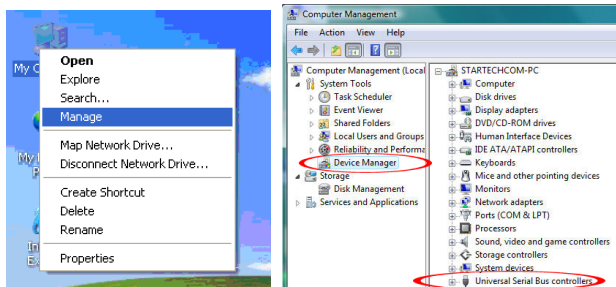 My C
Open
Explore
Search...
Manage
Map Network Drive...
Disconnect Network Drive...
Create Shortcut
Delete
Rename
Properties
Computer Management
File Action View Help
Computer Management (Local
System Tools
Task Scheduler
Event Viewer
Shared Folders
Local Users and Groups
Reliability and Performa
Device Manager
Storage
Disk Management
Services and Applications
STARTECHCOM-PC
Computer
Disk drives
Display adapters
DVD/CD-ROM drives
Human Interface Devices
IDE ATA/ATAPI controllers
Keyboards
Mice and other pointing devices
Monitors
Network adapters
Ports (COM & LPT)
Processors
Sound, video and game controllers
Storage controllers
System devices
Universal Serial Bus controllers